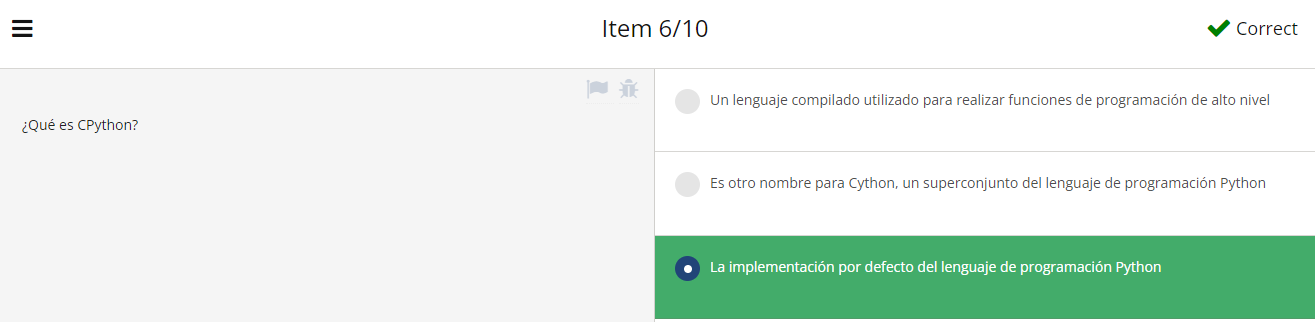 Item 6/10
Correct
¿Qué es CPython?
Un lenguaje compilado utilizado para realizar funciones de programación de alto nivel
Es otro nombre para Cython, un superconjunto del lenguaje de programación Python
La implementación por defecto del lenguaje de programación Python